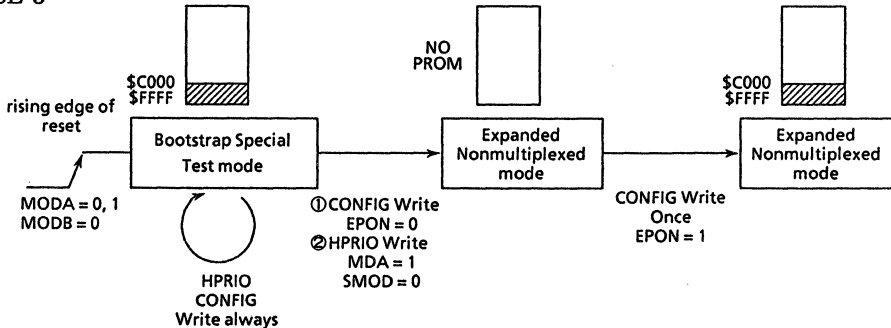 NO
PROM
$C000
$FFFF
$C000
$FFFF
rising edge of
reset
Bootstrap Special
Test mode
Expanded
Nonmultiplexed
mode
Expanded
Nonmultiplexed
mode
MODA = 0, 1
MODB = 0
①CONFIG Write
EPON = 0
②HPRIO Write
MDA = 1
SMOD = 0
CONFIG Write
Once
EPON = 1
HPRIO
CONFIG
Write always